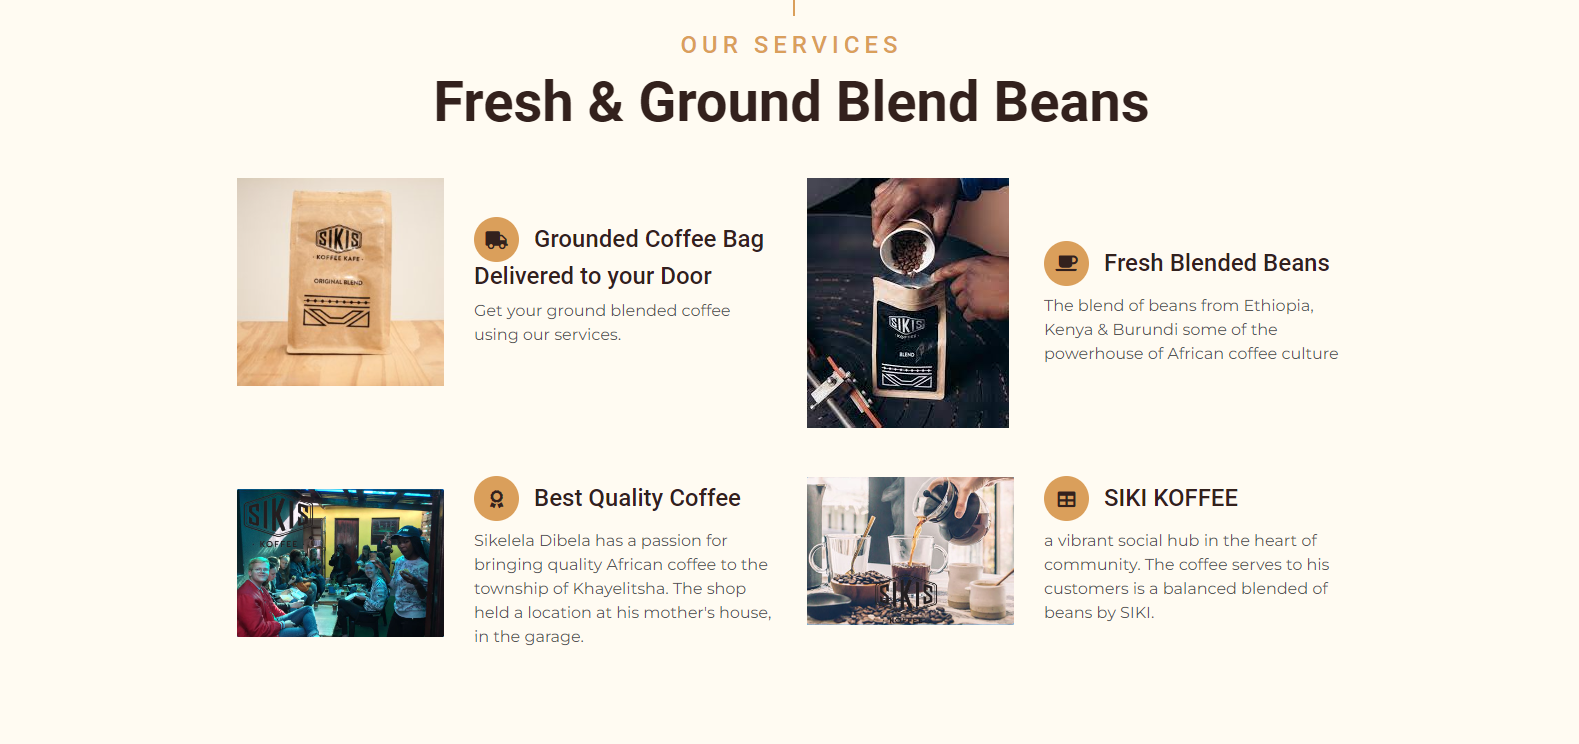 OUR SERVICES
Fresh & Ground Blend Beans
SIKIS
KOFFEE KAFE
ORIGINAL BLEND
Grounded Coffee Bag
Delivered to your Door
Get your ground blended coffee
using our services.
SIKIS
KOFFEE
BLEND
Fresh Blended Beans
The blend of beans from Ethiopia,
Kenya & Burundi some of the
powerhouse of African coffee culture
SIKIS
KOFFEE
Best Quality Coffee
Sikelela Dibela has a passion for
bringing quality African coffee to the
township of Khayelitsha. The shop
held a location at his mother's house,
in the garage.
SIKIS
KOFFEE
SIKI KOFFEE
a vibrant social hub in the heart of
community. The coffee serves to his
customers is a balanced blended of
beans by SIKI.